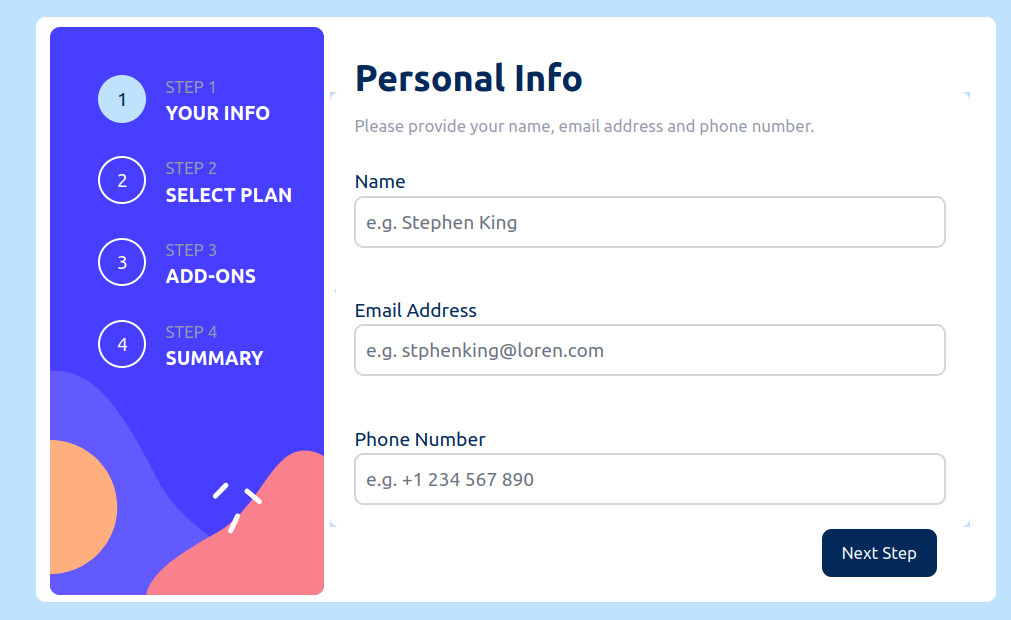 1
STEP 1
YOUR INFO
2
STEP 2
SELECT PLAN
3
STEP 3
ADD-ONS
4
STEP 4
SUMMARY
Personal Info
Please provide your name, email address and phone number.
Name
e.g. Stephen King
Email Address
e.g. stphenking@loren.com
Phone Number
e.g. +1 234 567 890
Next Step